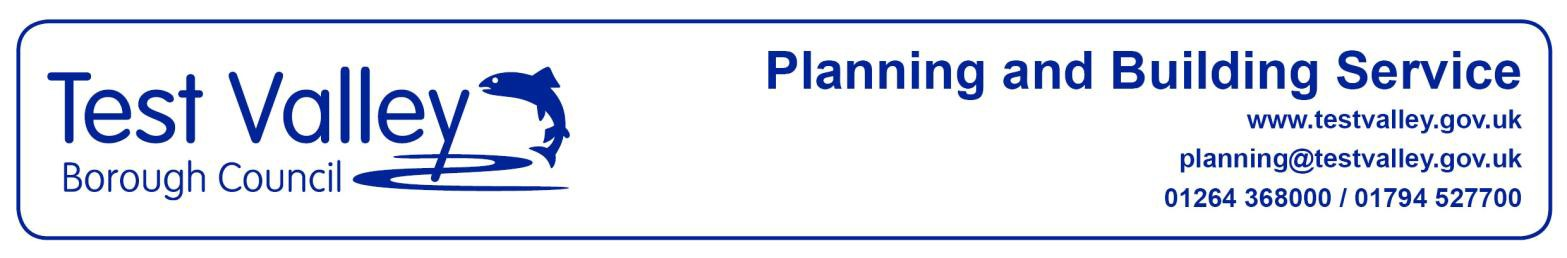 Test Valley
Borough Council
Planning and Building Service
www.testvalley.gov.uk
planning@testvalley.gov.uk
01264 368000 / 01794 527700